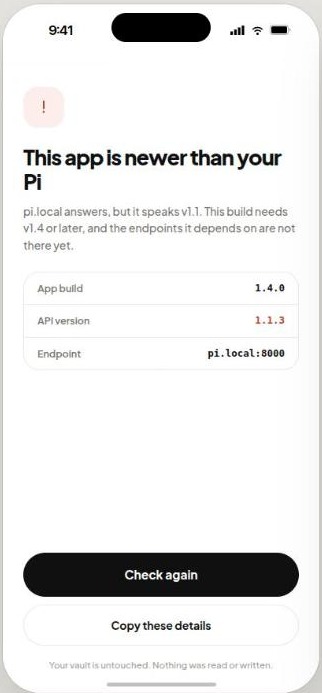 9:41
!
This app is newer than your
Pi
pi.local answers, but it speaks v1.1. This build needs
v1.4 or later, and the endpoints it depends on are not
there yet.
App build 1.4.0
API version 1.1.3
Endpoint pi.local:8000
Check again
Copy these details
Your vault is untouched. Nothing was read or written.